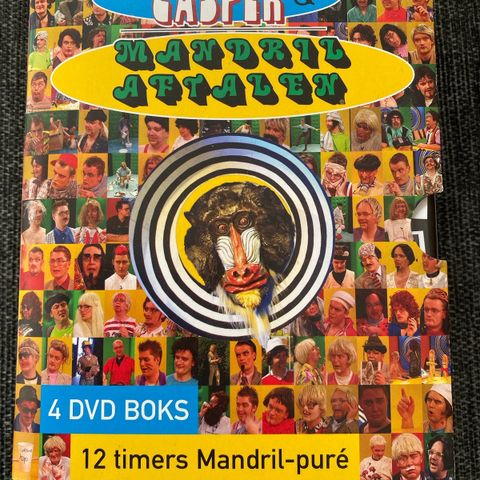 &
CASPER
MANDRIL
AFTALEN
4 DVD BOKS
12 timers Mandril-puré